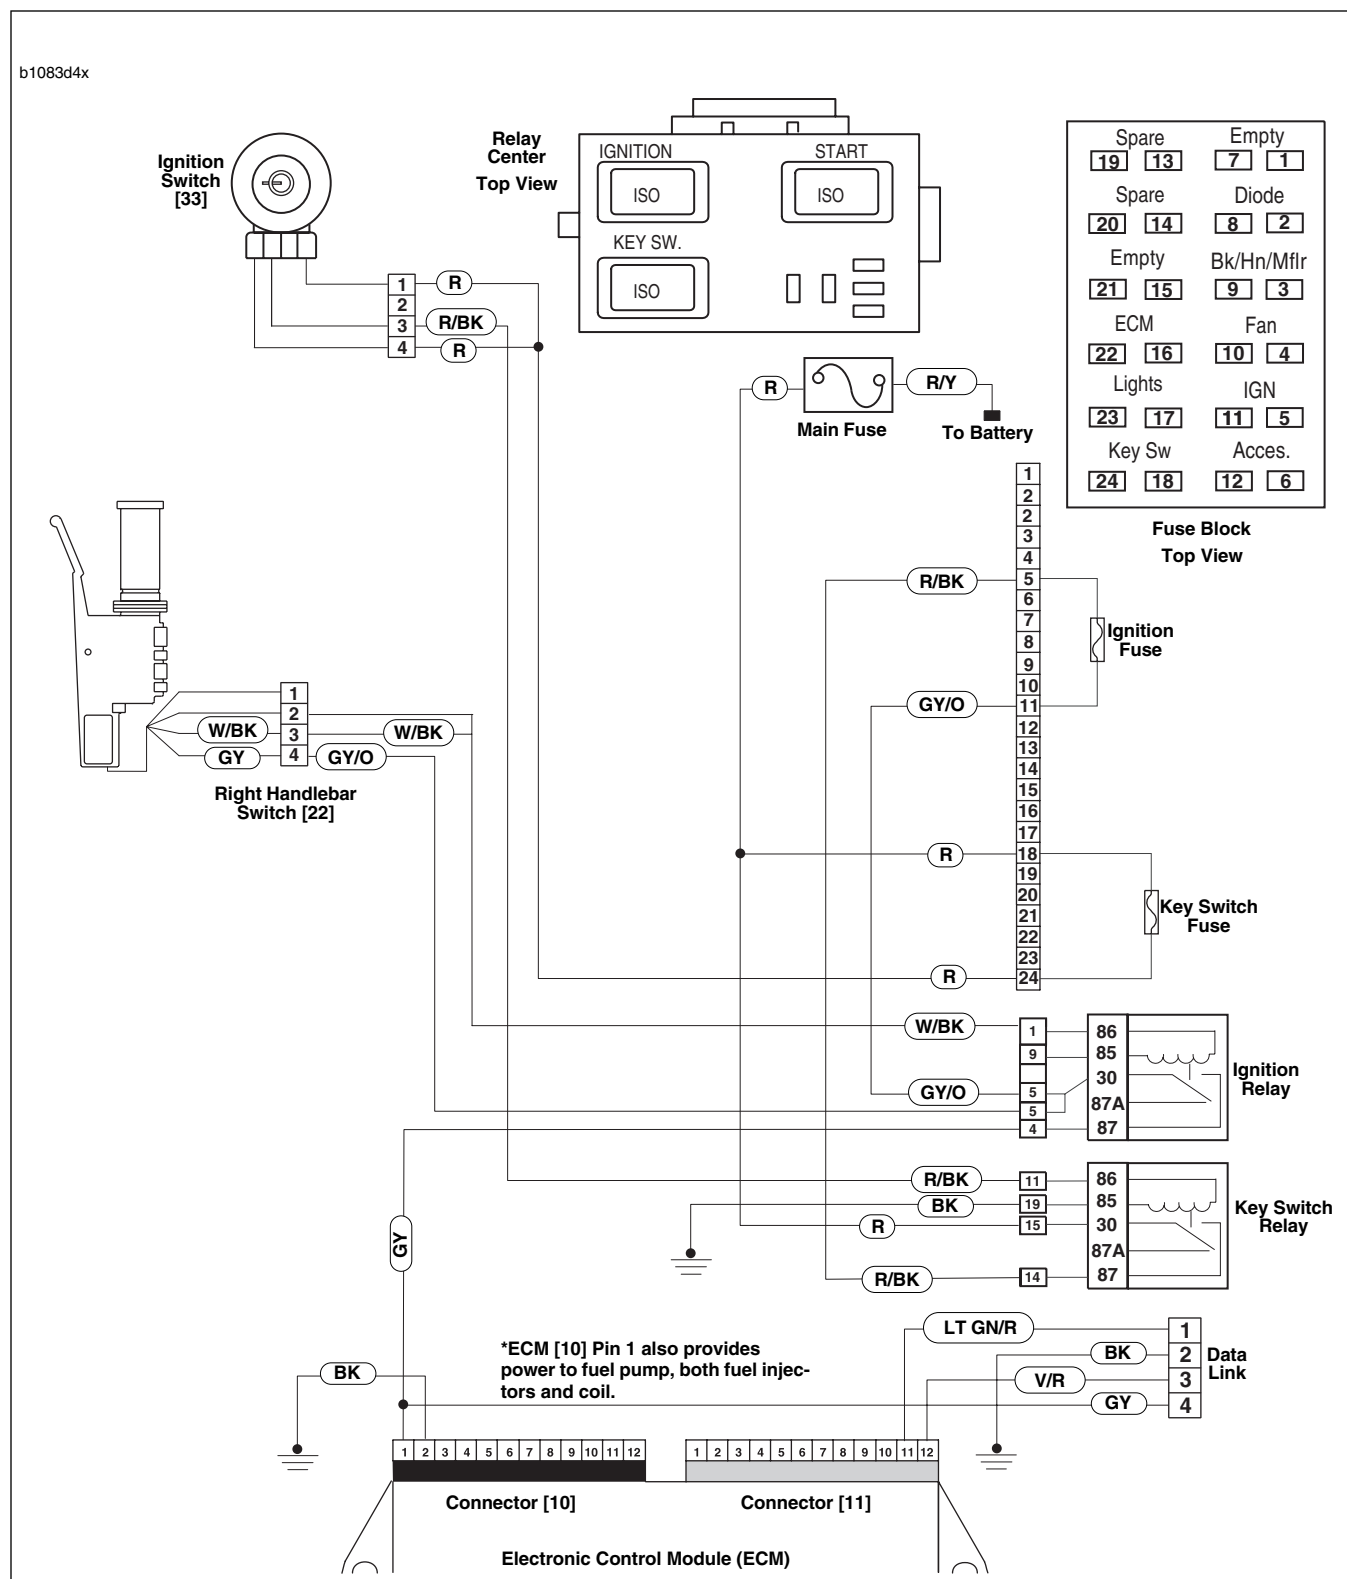 b1083d4x
Ignition
Switch
[33]
1
2
3
4
R
R/BK
R
Relay
Center
Top View
IGNITION
ISO
START
ISO
KEY SW.
ISO
Spare
19 13
Empty
7 1
Spare
20 14
Diode
8 2
Empty
21 15
Bk/Hn/Mflr
9 3
ECM
22 16
Fan
10 4
Lights
23 17
IGN
11 5
Key Sw
24 18
Acces.
12 6
Fuse Block
Top View
R
R/Y
Main Fuse
To Battery
1
2
2
3
4
5
6
7
8
9
10
11
12
13
14
15
16
17
18
19
20
21
22
23
24
R/BK
GY/O
R
R
Ignition
Fuse
Key Switch
Fuse
1
2
3
4
W/BK
GY
W/BK
GY/O
Right Handlebar
Switch [22]
W/BK
GY/O
1
9
5
5
4
86
85
30
87A
87
Ignition
Relay
R/BK
BK
R
R/BK
11
19
15
14
86
85
30
87A
87
Key Switch
Relay
GY
BK
*ECM [10] Pin 1 also provides
power to fuel pump, both fuel injec-
tors and coil.
LT GN/R
BK
V/R
GY
1
2
3
4
Data
Link
1 2 3 4 5 6 7 8 9 10 11 12
1 2 3 4 5 6 7 8 9 10 11 12
Connector [10]
Connector [11]
Electronic Control Module (ECM)